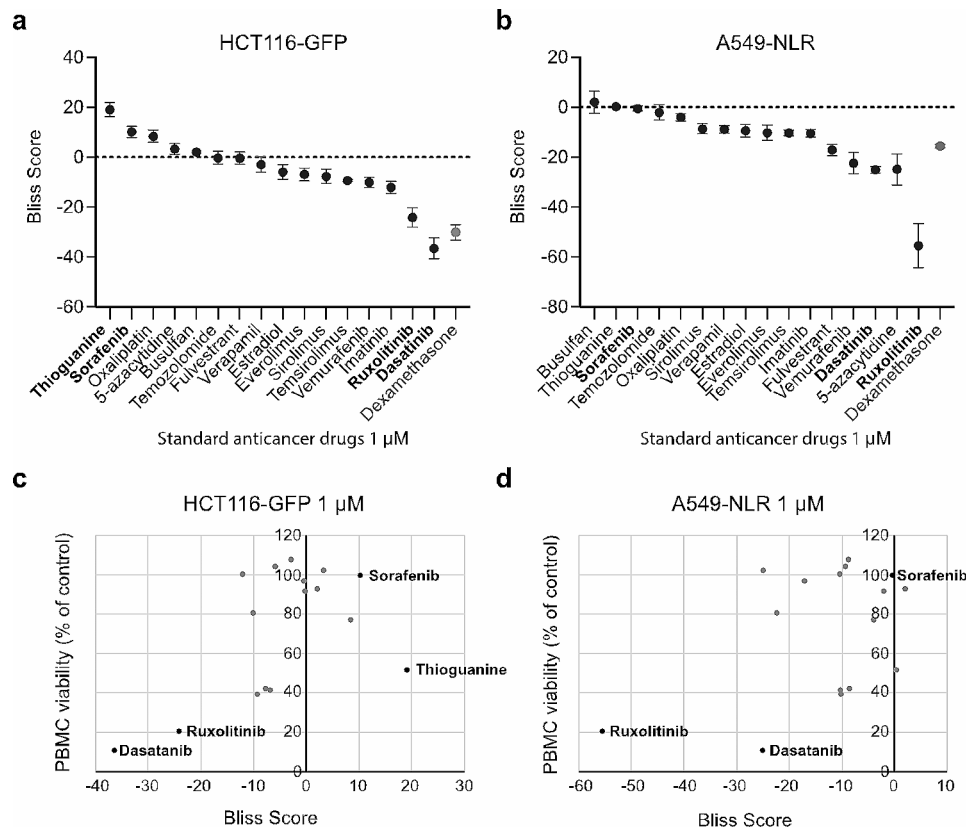 a
HCT116-GFP
40
20
0
-20
-40
-60
Bliss Score
Thioguanine
Sorafenib
Oxaliplatin
5-azacytidine
Busulfan
Temozolomide
Fulvestrant
Verapamil
Estradiol
Everolimus
Sirolimus
Temsirolimus
Vemurafenib
Imatinib
Ruxolitinib
Dasatinib
Dexamethasone
Standard anticancer drugs 1 µM
b
A549-NLR
20
0
-20
-40
-60
-80
Bliss Score
Busulfan
Thioguanine
Sorafenib
Temozolomide
Oxaliplatin
Sirolimus
Verapamil
Estradiol
Everolimus
Temsirolimus
Imatinib
Fulvestrant
Vemurafenib
Dasatinib
5-azacytidine
Ruxolitinib
Dexamethasone
Standard anticancer drugs 1 µM
c
HCT116-GFP 1 µM
PBMC viability (% of control)
120
100
80
60
40
20
0
Sorafenib
Thioguanine
Ruxolitinib
Dasatanib
-40 -30 -20 -10 0 10 20 30
Bliss Score
d
A549-NLR 1 µM
PBMC viability (% of control)
120
100
80
60
40
20
0
Sorafenib
Ruxolitinib
Dasatanib
-60 -50 -40 -30 -20 -10 0 10
Bliss Score